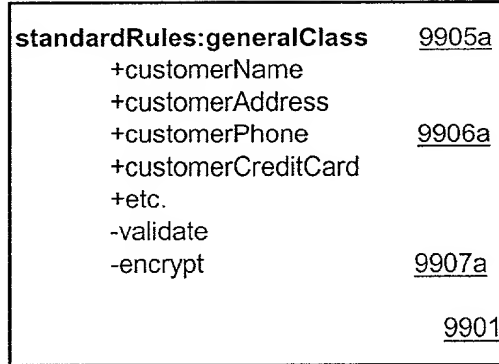 standardRules:generalClass 9905a
+customerName
+customerAddress
+customerPhone 9906a
+customerCreditCard
+etc.
-validate
-encrypt 9907a
9901